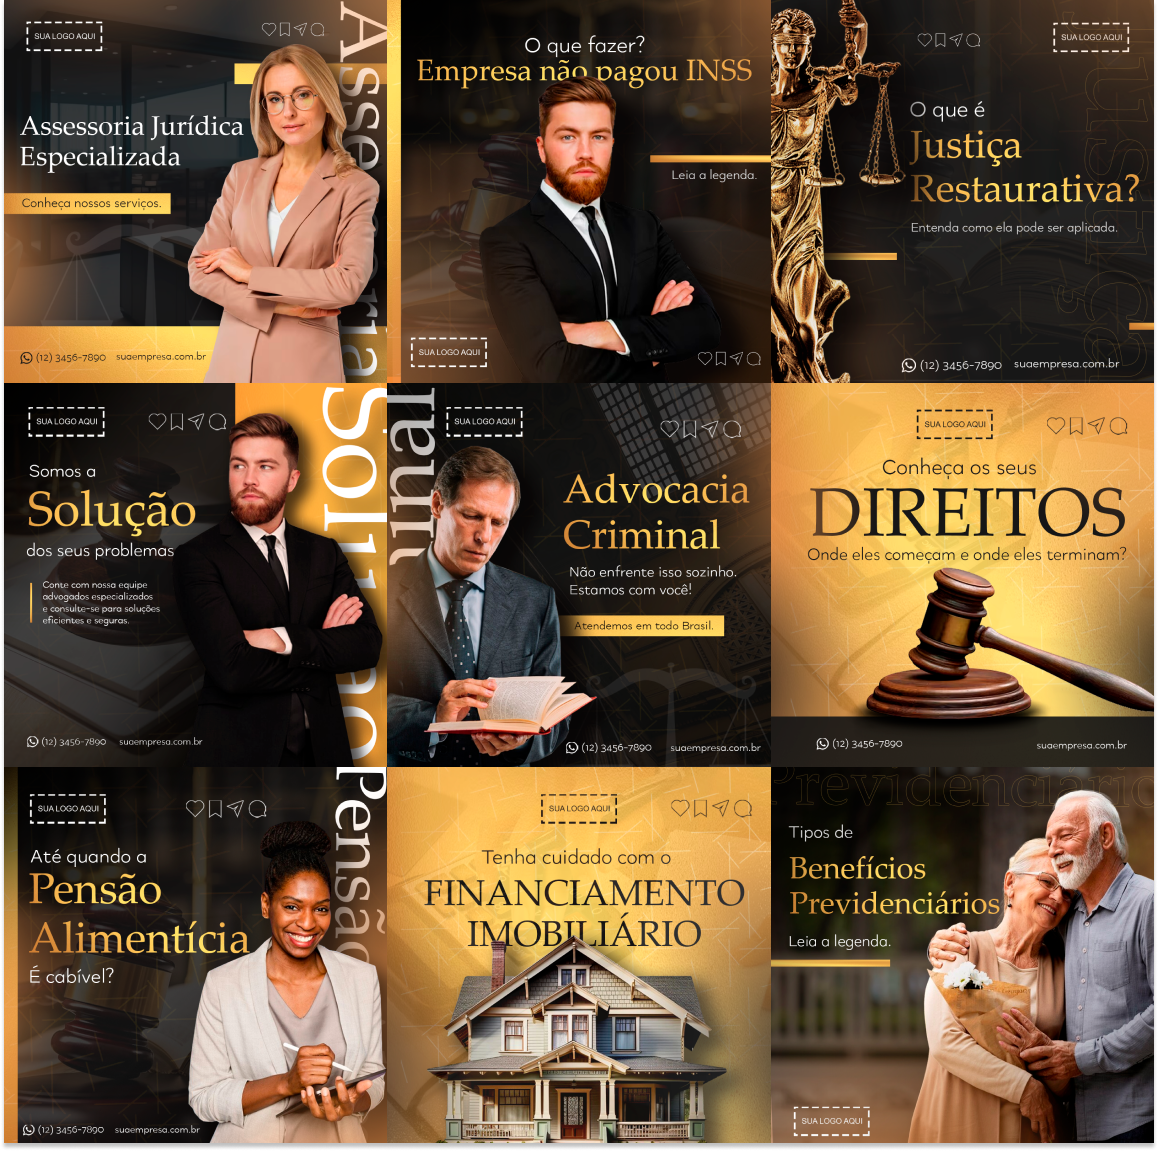 SUA LOGO AQUI
Assessoria Jurídica
Especializada
Conheça nossos serviços.
(12) 3456-7890 suaempresa.com.br
Assessoria
O que fazer?
Empresa não pagou INSS
Leia a legenda.
SUA LOGO AQUI
SUA LOGO AQUI
O que é
Justiça
Restaurativa?
Entenda como ela pode ser aplicada.
(12) 3456-7890 suaempresa.com.br
SUA LOGO AQUI
Somos a
Solução
dos seus problemas
Conte com nossa equipe
advogados especializados
e consulte-se para soluções
eficientes e seguras.
(12) 3456-7890 suaempresa.com.br
Solução
minal
SUA LOGO AQUI
Advocacia
Criminal
Não enfrente isso sozinho.
Estamos com você!
Atendemos em todo Brasil.
(12) 3456-7890 suaempresa.com.br
SUA LOGO AQUI
Conheça os seus
DIREITOS
Onde eles começam e onde eles terminam?
(12) 3456-7890 suaempresa.com.br
SUA LOGO AQUI
Até quando a
Pensão
Alimentícia
É cabível?
(12) 3456-7890 suaempresa.com.br
Pensão
SUA LOGO AQUI
Tenha cuidado com o
FINANCIAMENTO
IMOBILIÁRIO
Previdenciário
Tipos de
Benefícios
Previdenciários
Leia a legenda.
SUA LOGO AQUI